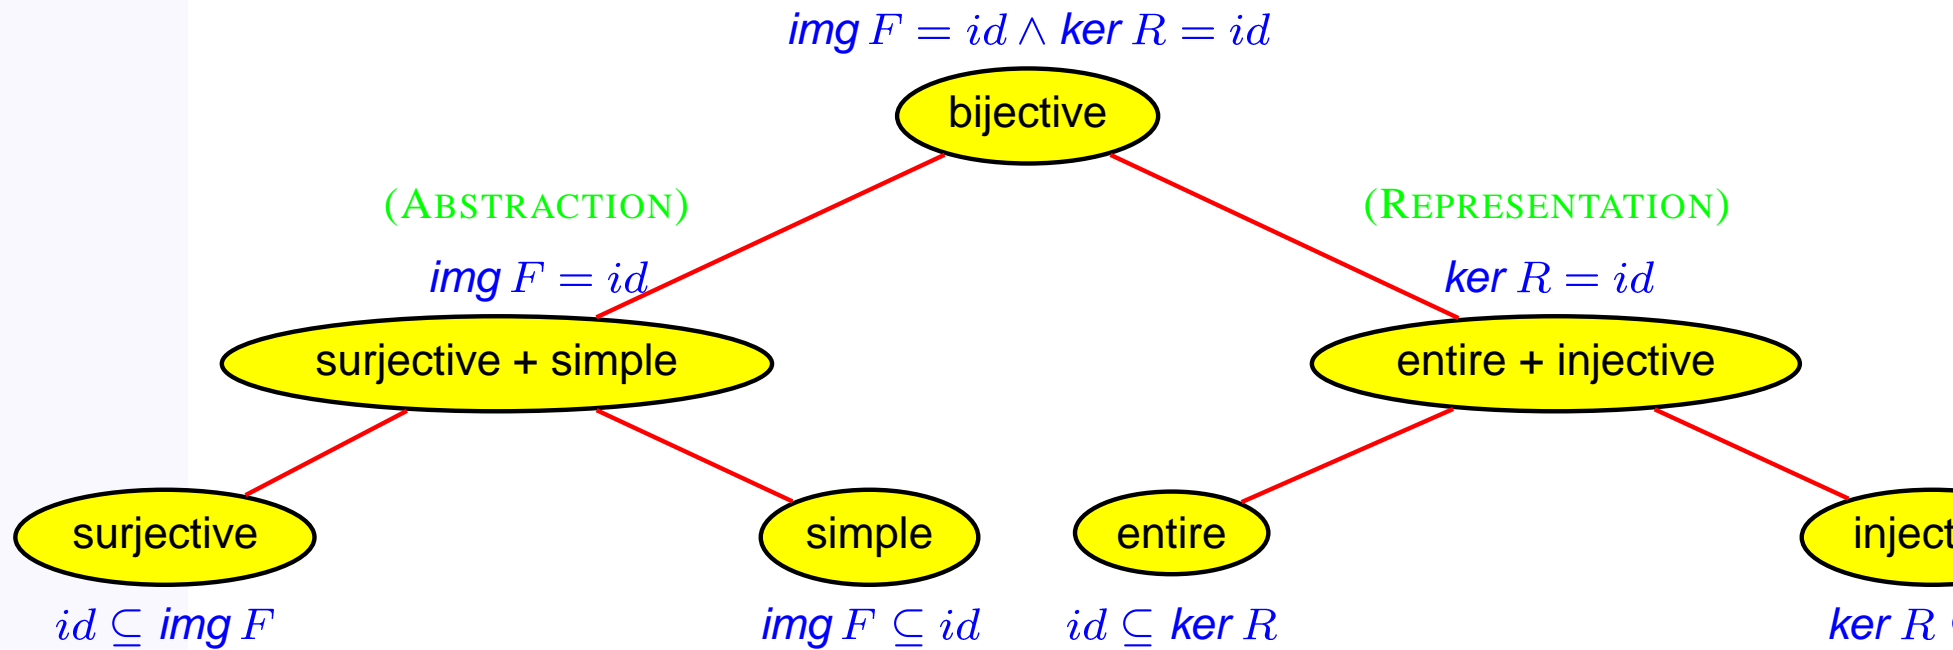 img F = id ∧ ker R = id
bijective
(ABSTRACTION) (REPRESENTATION)
img F = id ker R = id
surjective + simple entire + injective
surjective simple entire
id ⊆ img F img F ⊆ id id ⊆ ker R ker R